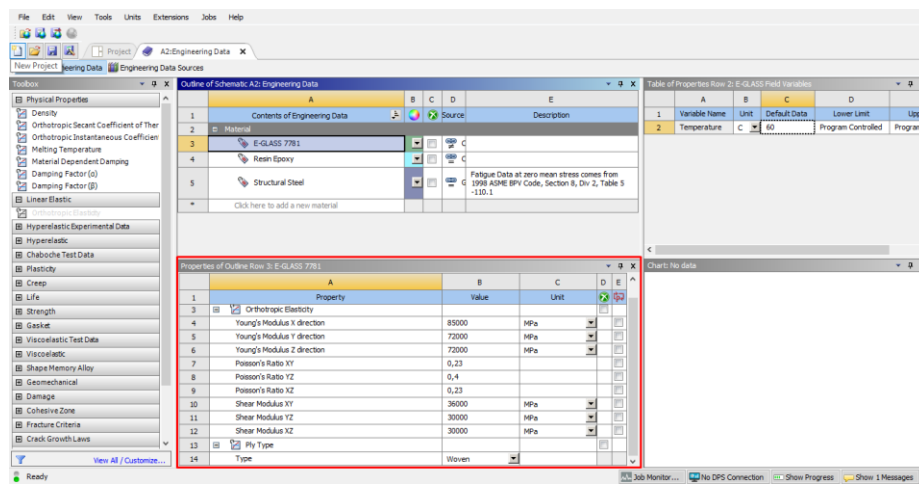 File Edit View Tools Units Extensions Jobs Help
Project A2:Engineering Data X
New Project eering Data Engineering Data Sources
Toolbox
Physical Properties
Density
Orthotropic Secant Coefficient of Ther
Orthotropic Instantaneous Coefficien
Melting Temperature
Material Dependent Damping
Damping Factor (α)
Damping Factor (β)
Linear Elastic
Orthotropic Elasticity
Hyperelastic Experimental Data
Hyperelastic
Chaboche Test Data
Plasticity
Creep
Life
Strength
Gasket
Viscoelastic Test Data
Viscoelastic
Shape Memory Alloy
Geomechanical
Damage
Cohesive Zone
Fracture Criteria
Crack Growth Laws
View All / Customize...
Outline of Schematic A2: Engineering Data
A B C D E
1 Contents of Engineering Data Source Description
2 Material
3 E-GLASS 7781 C
4 Resin Epoxy C
5 Structural Steel G Fatigue Data at zero mean stress comes from
1998 ASME BPV Code, Section 8, Div 2, Table 5
-110.1
* Click here to add a new material
Properties of Outline Row 3: E-GLASS 7781
A B C D E
1 Property Value Unit
3 Orthotropic Elasticity
4 Young's Modulus X direction 85000 MPa
5 Young's Modulus Y direction 72000 MPa
6 Young's Modulus Z direction 72000 MPa
7 Poisson's Ratio XY 0,23
8 Poisson's Ratio YZ 0,4
9 Poisson's Ratio XZ 0,23
10 Shear Modulus XY 36000 MPa
11 Shear Modulus YZ 30000 MPa
12 Shear Modulus XZ 30000 MPa
13 Ply Type
14 Type Woven
Table of Properties Row 2: E-GLASS Field Variables
A B C D
1 Variable Name Unit Default Data Lower Limit Upp
2 Temperature C 60 Program Controlled Progran
Chart: No data
Ready
Job Monitor... No DPS Connection Show Progress Show 1 Messages